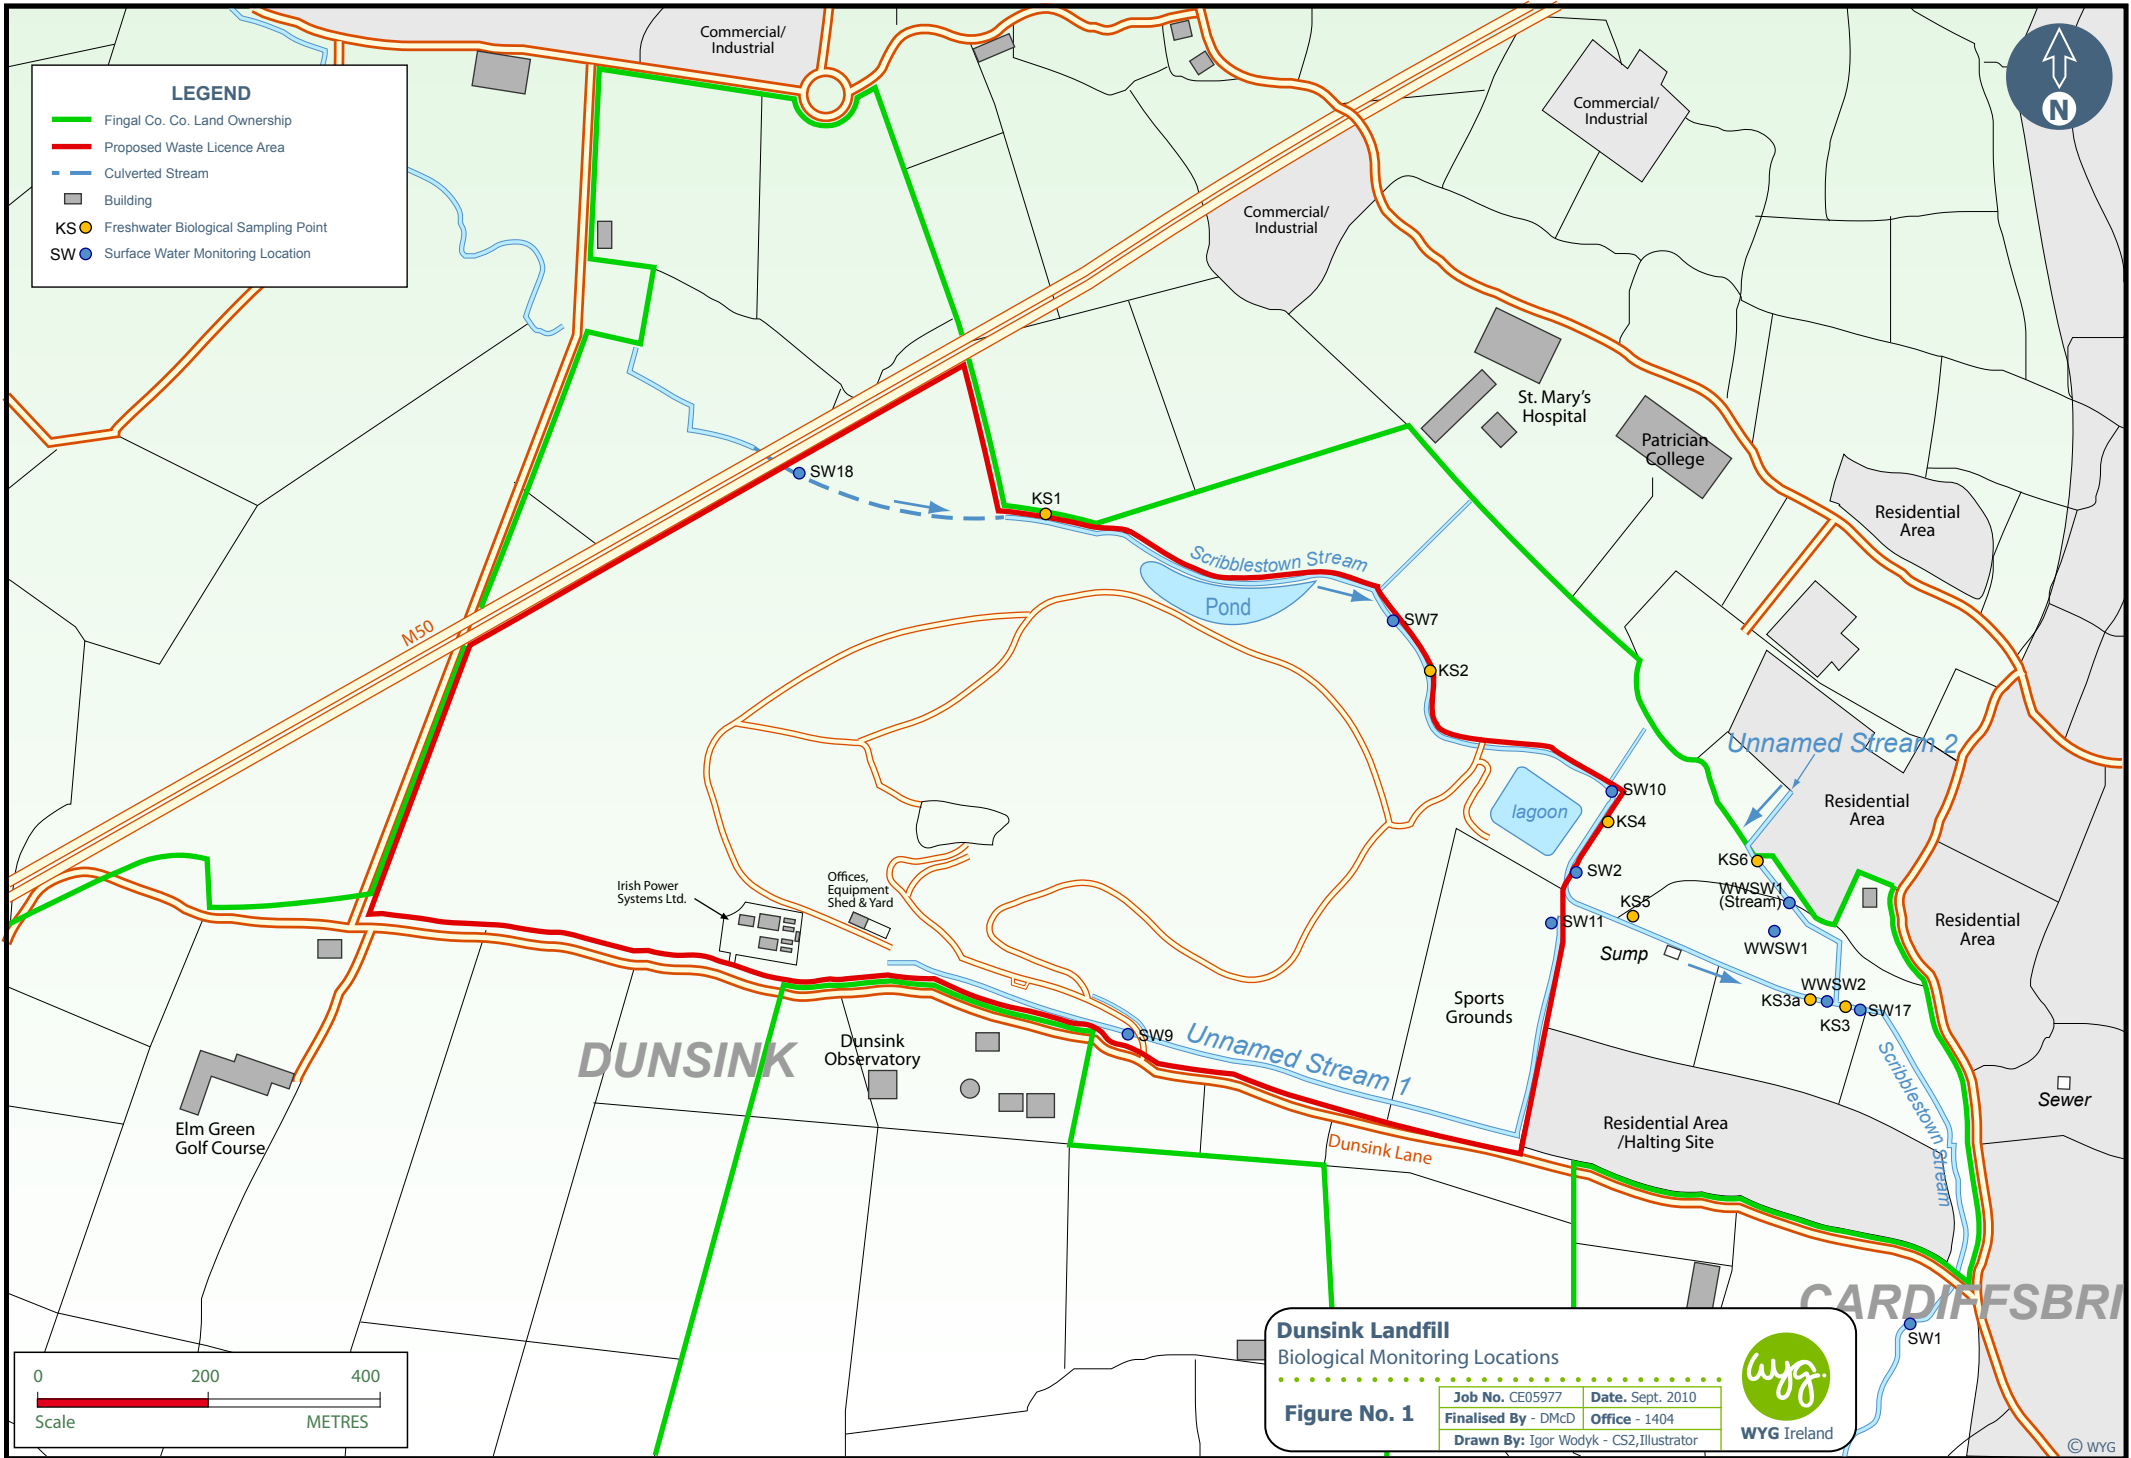 Commercial/
Industrial
LEGEND
Fingal Co. Co. Land Ownership
Proposed Waste Licence Area
Culverted Stream
Building
KS Freshwater Biological Sampling Point
SW Surface Water Monitoring Location
Commercial/
Industrial
N
Commercial/
Industrial
St. Mary's
Hospital
Patrician
College
Residential
Area
SW18
KS1
Scribblestown Stream
Pond
SW7
KS2
M50
Unnamed Stream 2
SW10
lagoon
KS4
Residential
Area
KS6
SW2
WWSW1
(Stream)
KS5
SW11
WWSW1
Residential
Area
Sump
Irish Power
Systems Ltd.
Offices,
Equipment
Shed & Yard
WWSW2
KS3a
SW17
KS3
Sports
Grounds
SW9
Unnamed Stream 1
DUNSINK
Dunsink
Observatory
Scribblestown Stream
Sewer
Elm Green
Golf Course
Residential Area
/Halting Site
Dunsink Lane
CARDIFFSBRI
SW1
0 200 400
Scale METRES
Dunsink Landfill
Biological Monitoring Locations
Figure No. 1
Job No. CE05977 Date. Sept. 2010
Finalised By - DMcD Office - 1404
Drawn By: Igor Wodyk - CS2,Illustrator
wyg.
WYG Ireland
© WYG